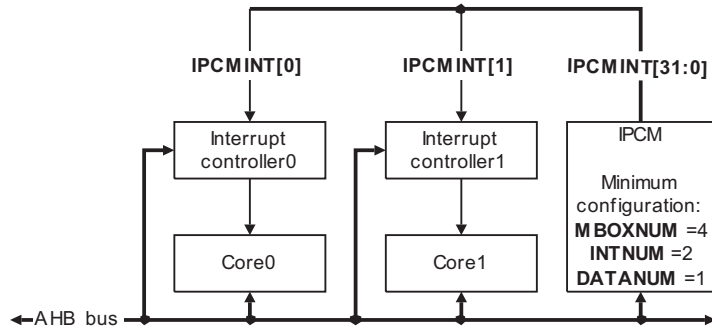 IPCMINT[0]
IPCMINT[1]
IPCMINT[31:0]
Interrupt
controller0
Interrupt
controller1
IPCM
Minimum
configuration:
MBOXNUM =4
INTNUM =2
DATANUM =1
Core0
Core1
AHB bus